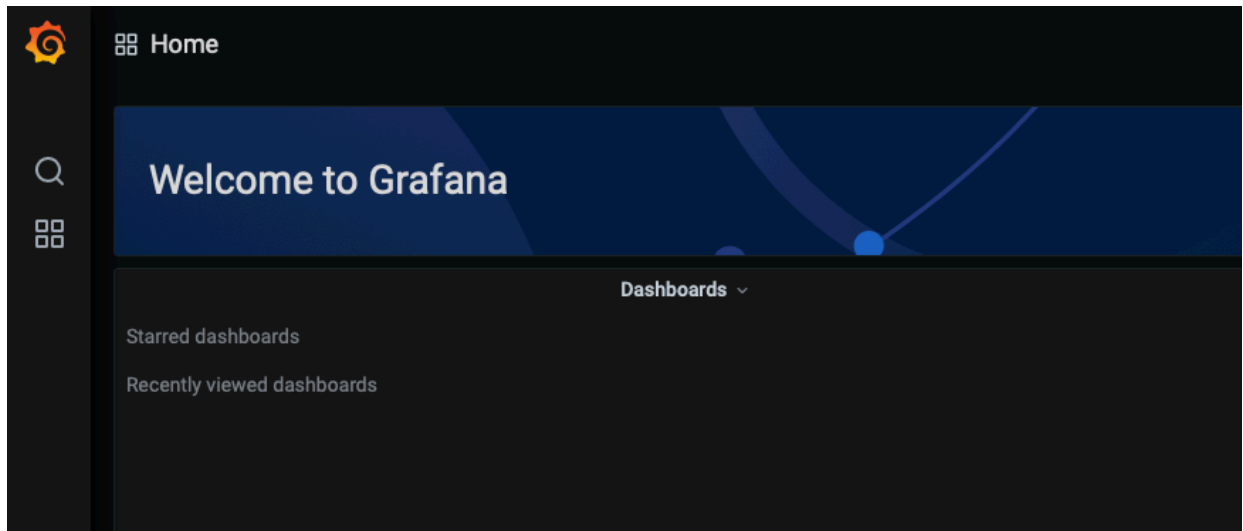 Home
Welcome to Grafana
Dashboards
Starred dashboards
Recently viewed dashboards